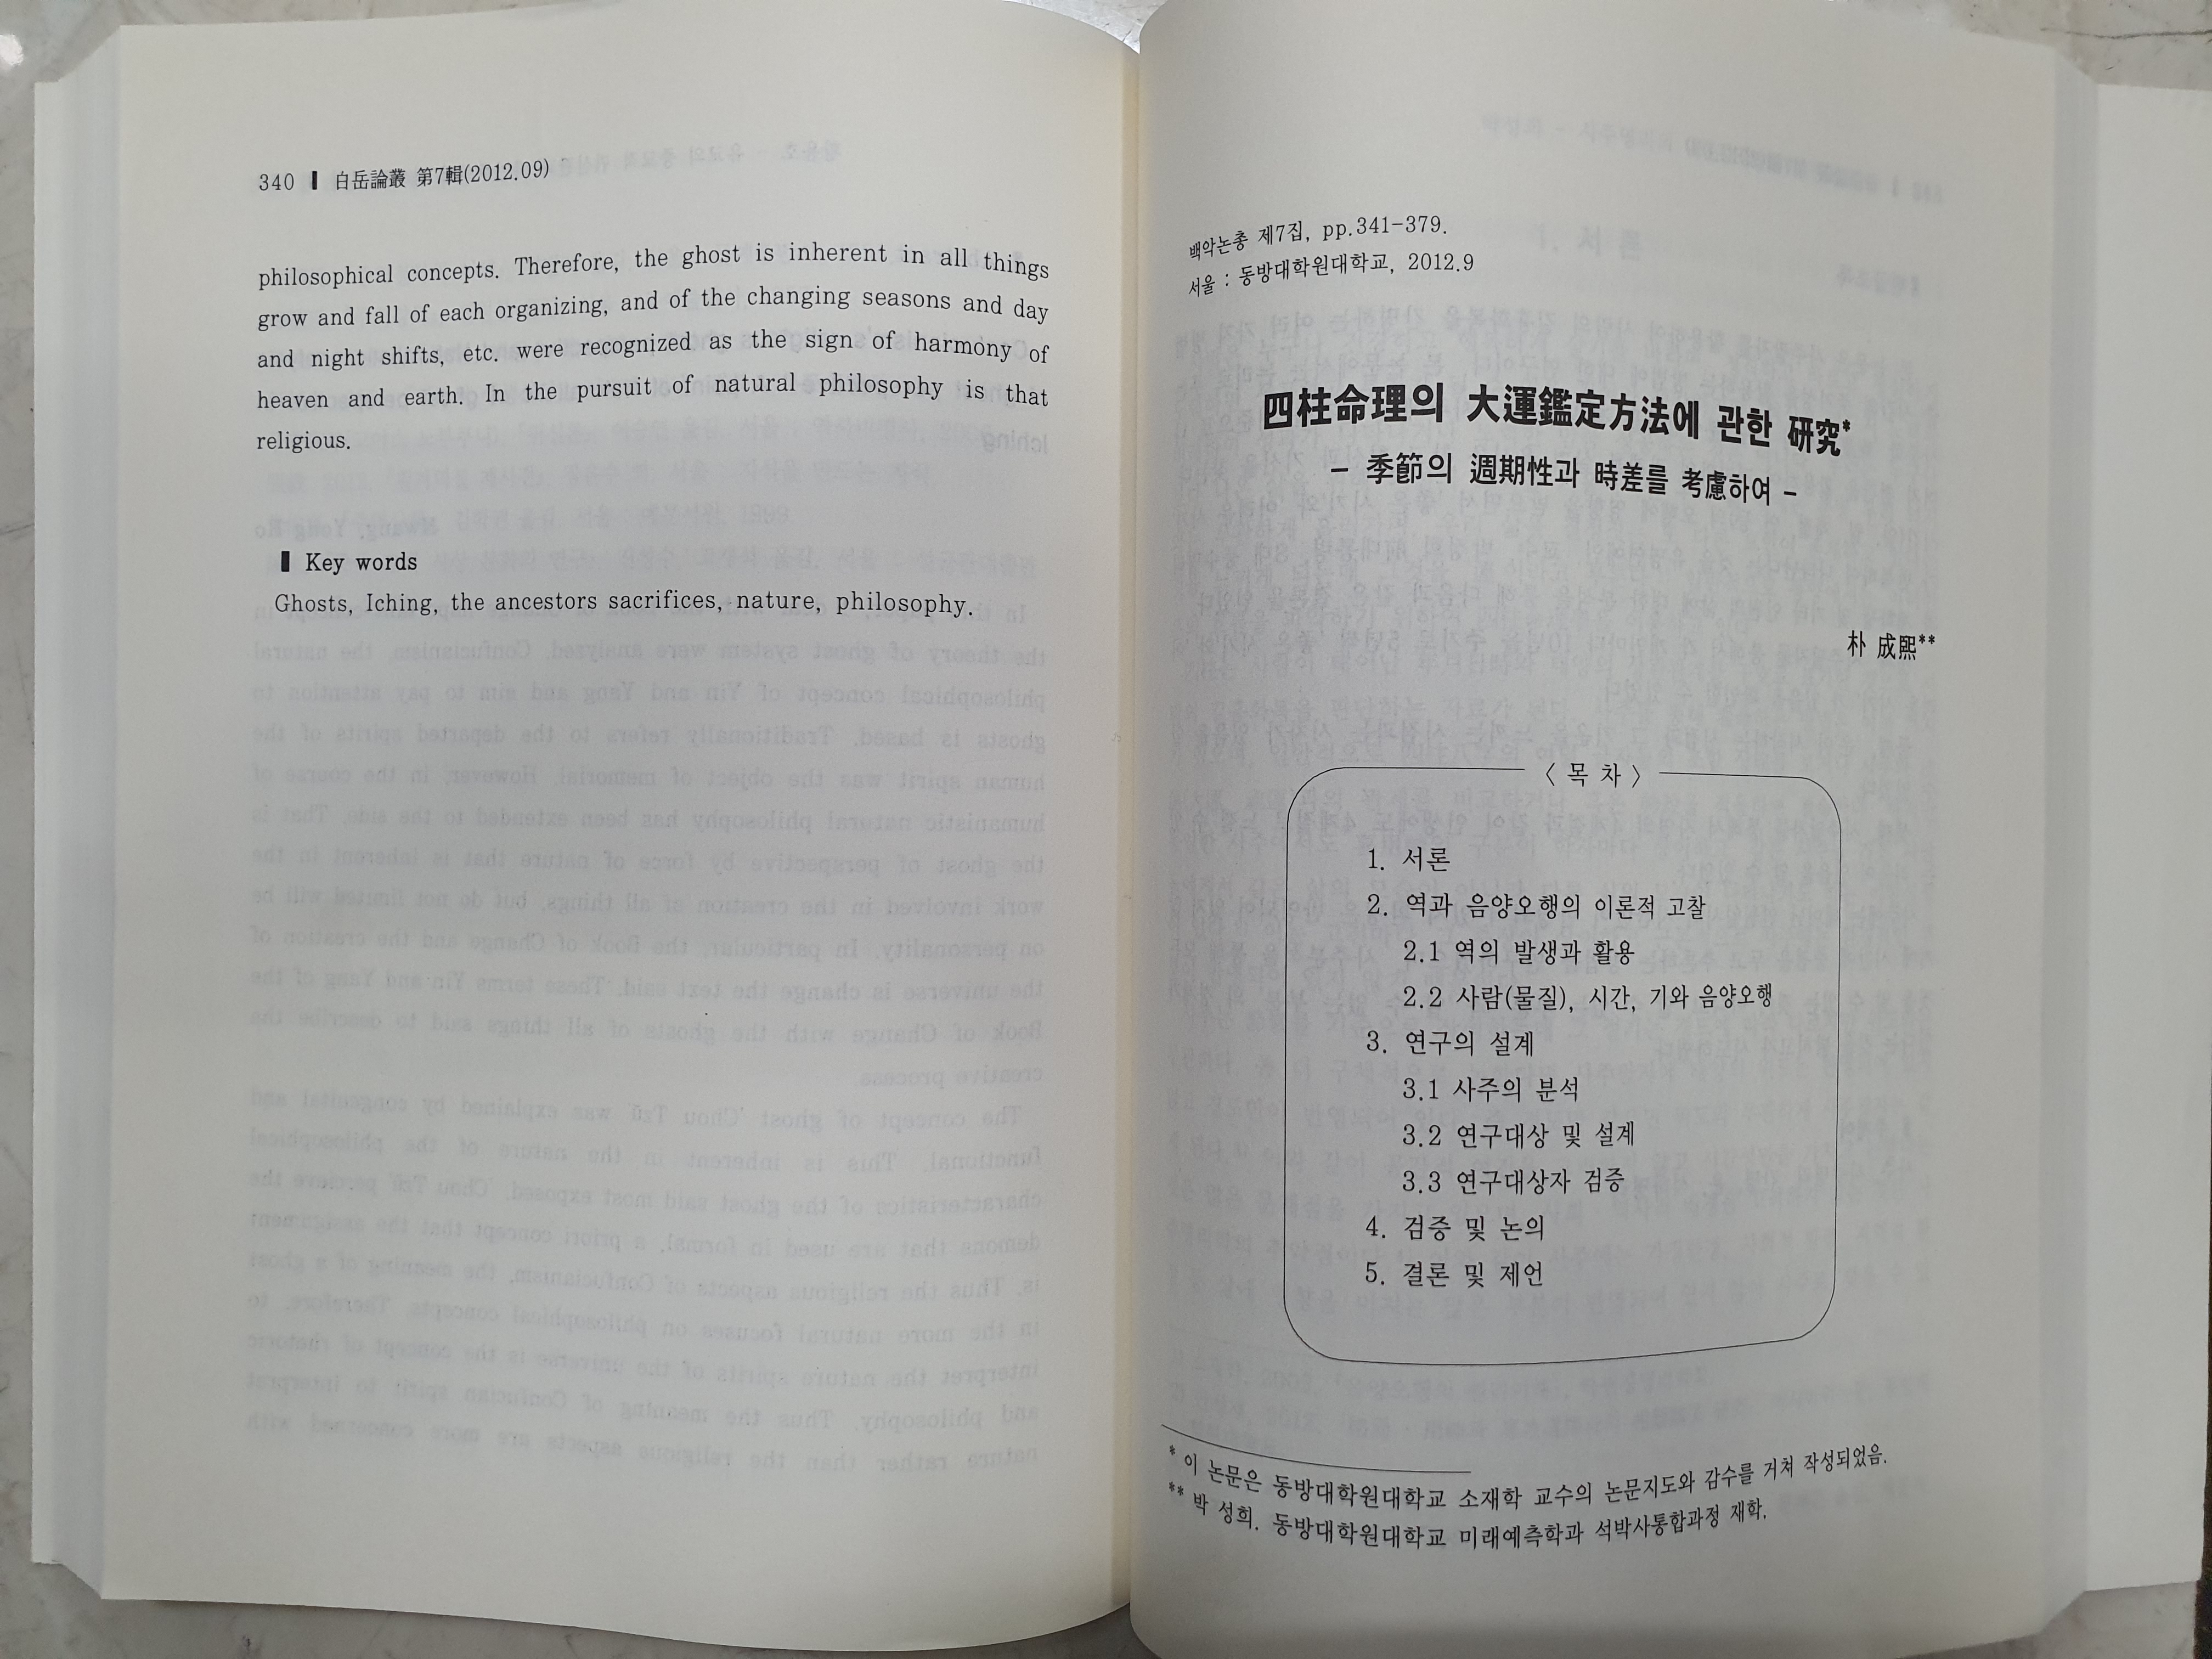 340 ▌ 白岳論叢 第7輯(2012.09)
philosophical concepts. Therefore, the ghost is inherent in all things
grow and fall of each organizing, and of the changing seasons and day
and night shifts, etc. were recognized as the sign of harmony of
heaven and earth. In the pursuit of natural philosophy is that
religious.
▌ Key words
Ghosts, Iching, the ancestors sacrifices, nature, philosophy.
백악논총 제7집, pp.341-379.
서울 : 동방대학원대학교, 2012.9
四柱命理의 大運鑑定方法에 관한 研究*
- 季節의 週期性과 時差를 考慮하여 -
朴 成熙**
〈 목 차 〉
1. 서론
2. 역과 음양오행의 이론적 고찰
2.1 역의 발생과 활용
2.2 사람(물질), 시간, 기와 음양오행
3. 연구의 설계
3.1 사주의 분석
3.2 연구대상 및 설계
3.3 연구대상자 검증
4. 검증 및 논의
5. 결론 및 제언
* 이 논문은 동방대학원대학교 소재학 교수의 논문지도와 감수를 거쳐 작성되었음.
** 박 성희. 동방대학원대학교 미래예측학과 석박사통합과정 재학.